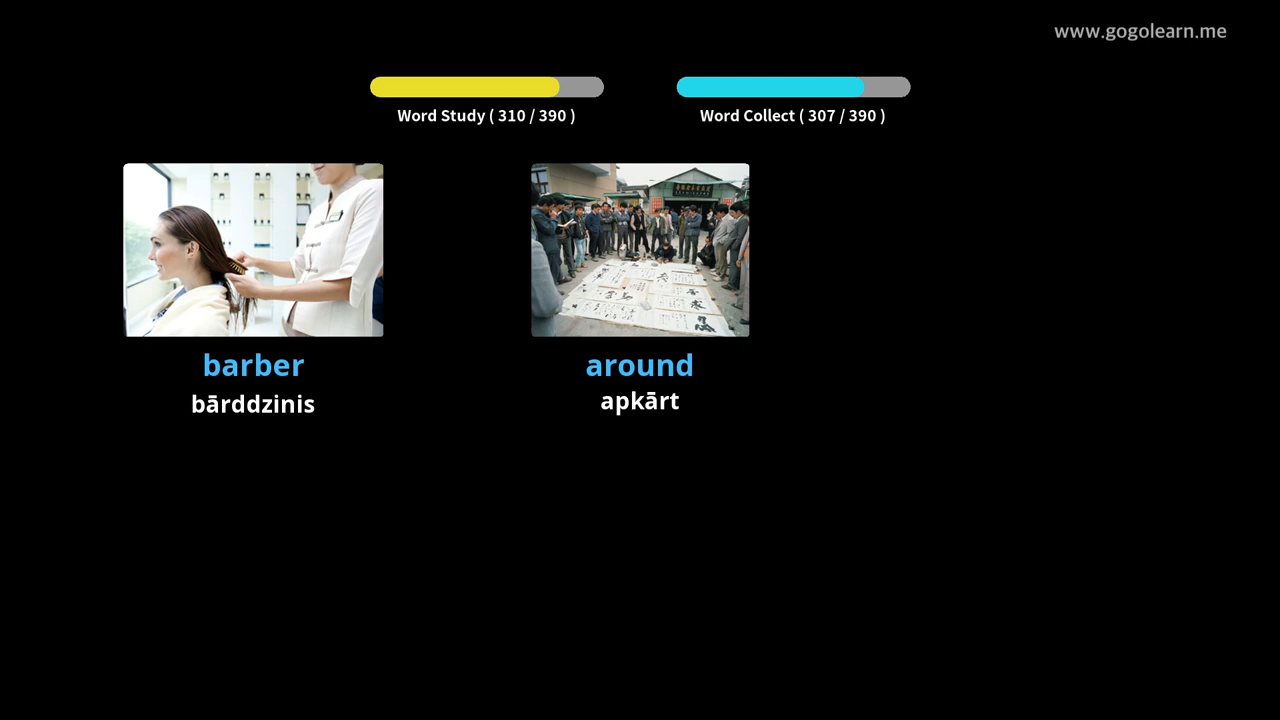 www.gogolearn.me
Word Study ( 310 / 390 )
Word Collect ( 307 / 390 )
barber
bārddzinis
around
apkārt